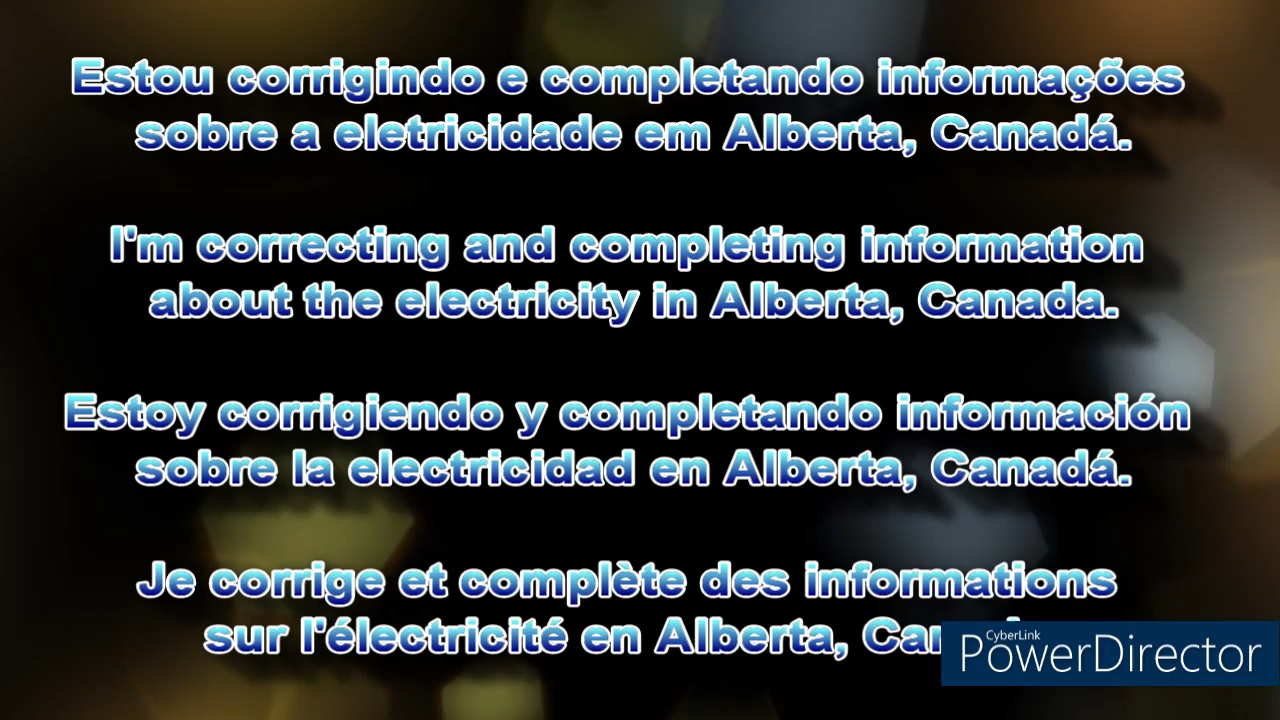 Estou corrigindo e completando informações
sobre a eletricidade em Alberta, Canadá.
I'm correcting and completing information
about the electricity in Alberta, Canada.
Estoy corrigiendo y completando información
sobre la electricidad en Alberta, Canadá.
Je corrige et complète des informations
sur l'électricité en Alberta,
CyberLink
PowerDirector